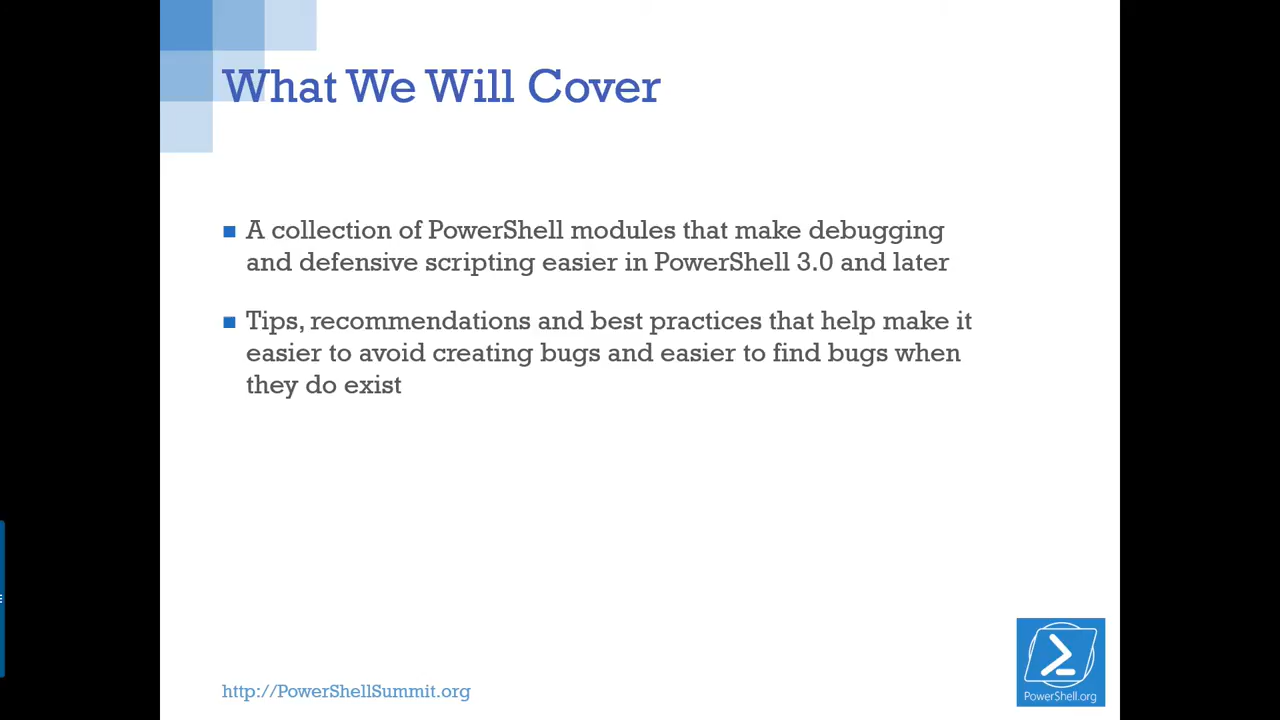 What We Will Cover
A collection of PowerShell modules that make debugging
and defensive scripting easier in PowerShell 3.0 and later
Tips, recommendations and best practices that help make it
easier to avoid creating bugs and easier to find bugs when
they do exist
http://PowerShellSummit.org
PowerShell.org